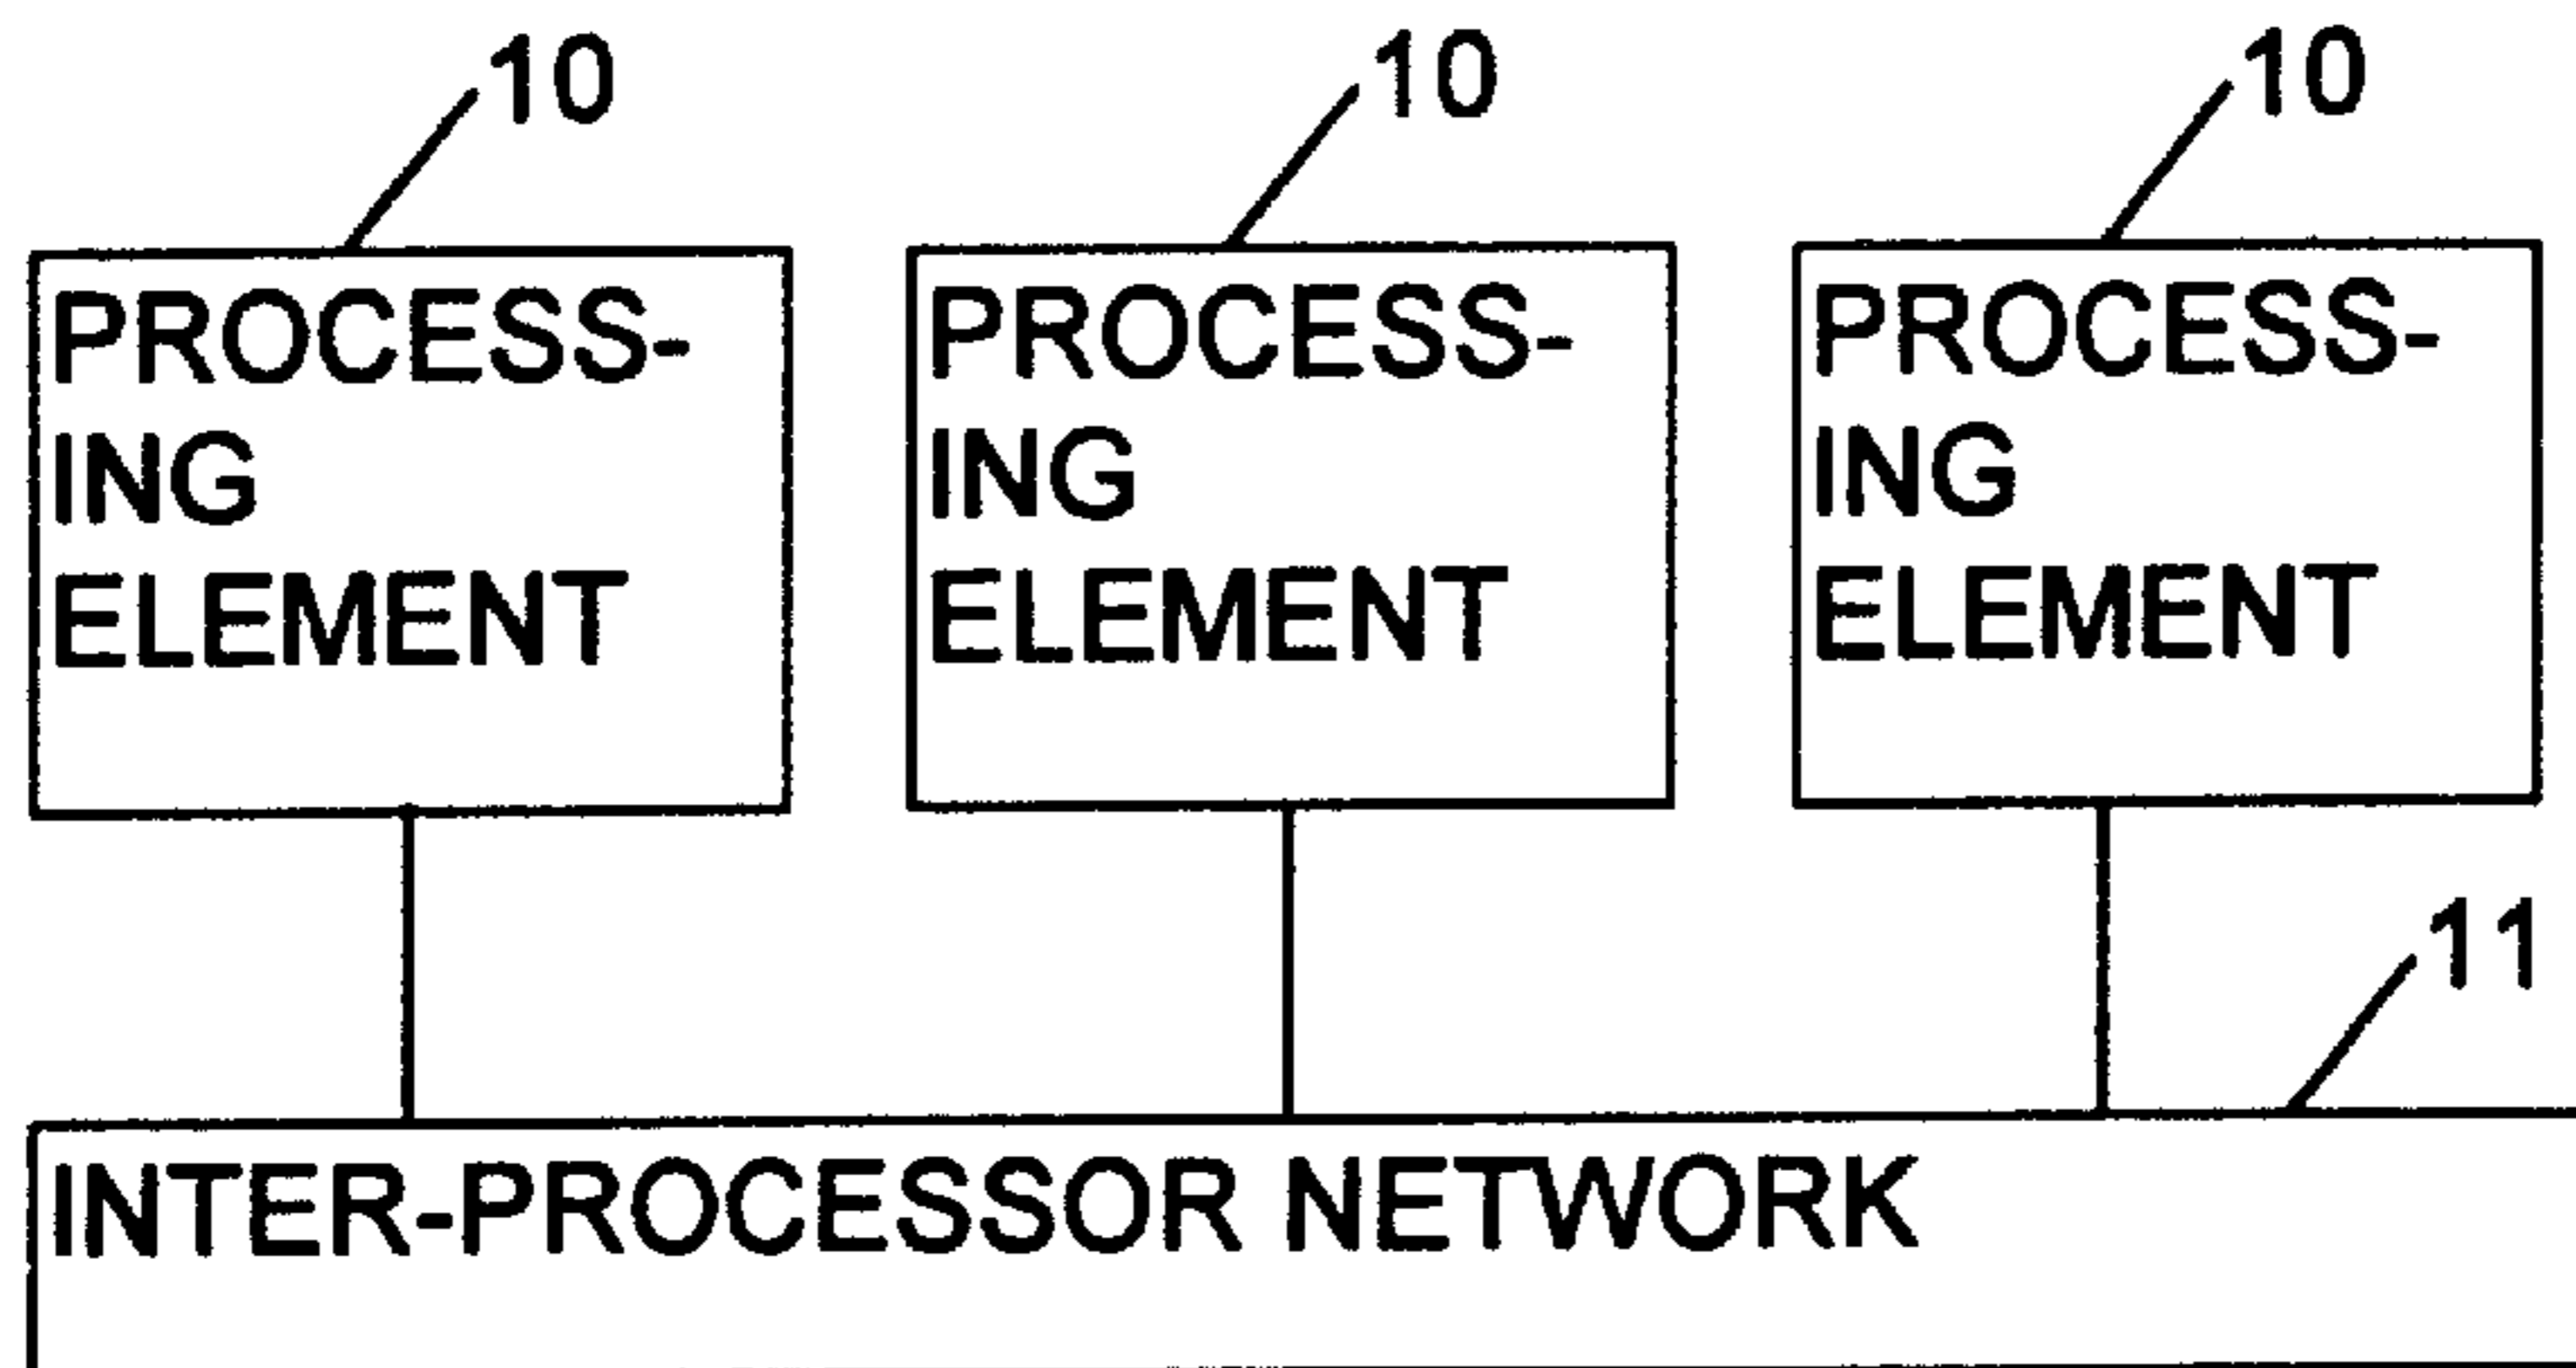 10
10
10
PROCESS-
ING
ELEMENT
PROCESS-
ING
ELEMENT
PROCESS-
ING
ELEMENT
11
INTER-PROCESSOR NETWORK